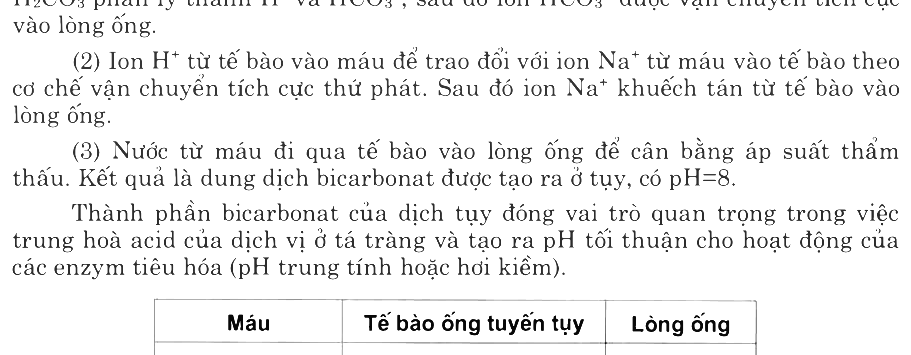 vào lòng ống.
(2) Ion H⁺ từ tế bào vào máu để trao đổi với ion Na⁺ từ máu vào tế bào theo
cơ chế vận chuyển tích cực thứ phát. Sau đó ion Na⁺ khuếch tán từ tế bào vào
lòng ống.
(3) Nước từ máu đi qua tế bào vào lòng ống để cân bằng áp suất thẩm
thấu. Kết quả là dung dịch bicarbonat được tạo ra ở tụy, có pH=8.
Thành phần bicarbonat của dịch tụy đóng vai trò quan trọng trong việc
trung hoà acid của dịch vị ở tá tràng và tạo ra pH tối thuận cho hoạt động của
các enzym tiêu hóa (pH trung tính hoặc hơi kiềm).
Máu Tế bào ống tuyến tụy Lòng ống